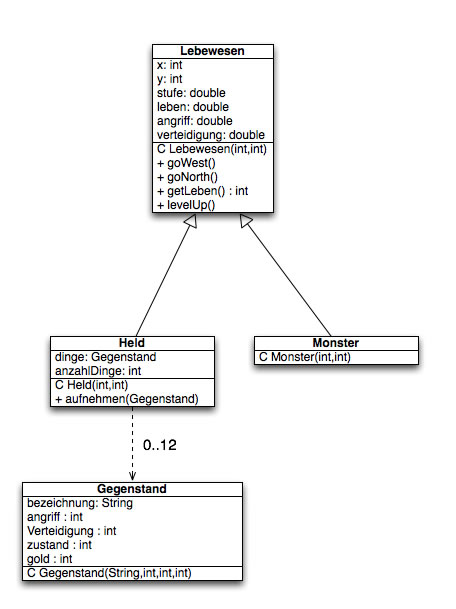 Lebewesen
x: int
y: int
stufe: double
leben: double
angriff: double
verteidigung: double
C Lebewesen(int,int)
+ goWest()
+ goNorth()
+ getLeben() : int
+ levelUp()
Held
dinge: Gegenstand
anzahlDinge: int
C Held(int,int)
+ aufnehmen(Gegenstand)
Monster
C Monster(int,int)
0..12
Gegenstand
bezeichnung: String
angriff : int
Verteidigung : int
zustand : int
gold : int
C Gegenstand(String,int,int,int)